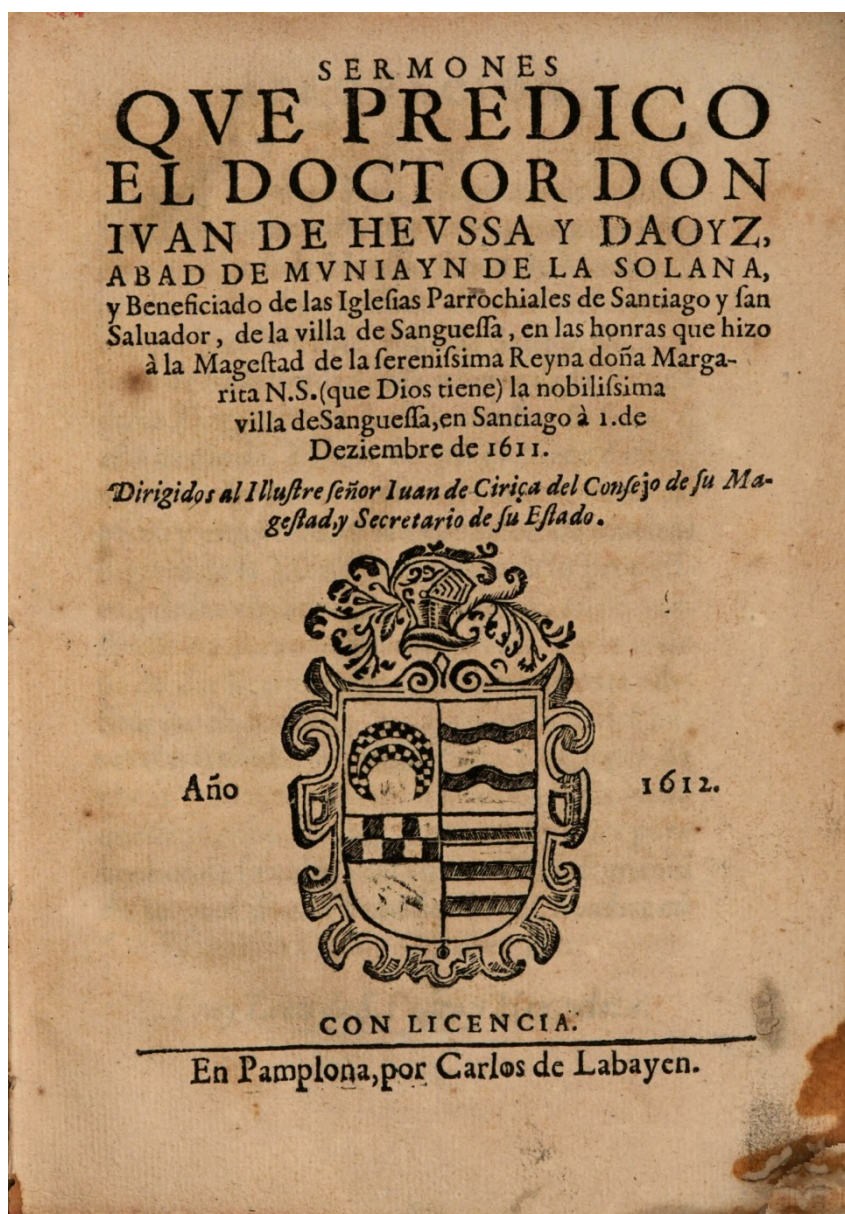 SERMONES
QVE PREDICO
EL DOCTOR DON
IVAN DE HEVSSA Y DAOYZ,
ABAD DE MVNIAYN DE LA SOLANA,
y Beneficiado de las Igleſias Parrochiales de Santiago y ſan
Saluador, de la villa de Sangueſſa, en las honras que hizo
à la Mageſtad de la ſereniſsima Reyna doña Marga-
rita N.S.(que Dios tiene) la nobiliſsima
villa deSangueſſa,en Santiago à 1.de
Deziembre de 1611.
Dirigidos al Illuſtre ſeñor Iuan de Ciriça del Conſejo de ſu Ma-
geſtad,y Secretario de ſu Eſtado.
Año 1612.
CON LICENCIA.
En Pamplona,por Carlos de Labayen.